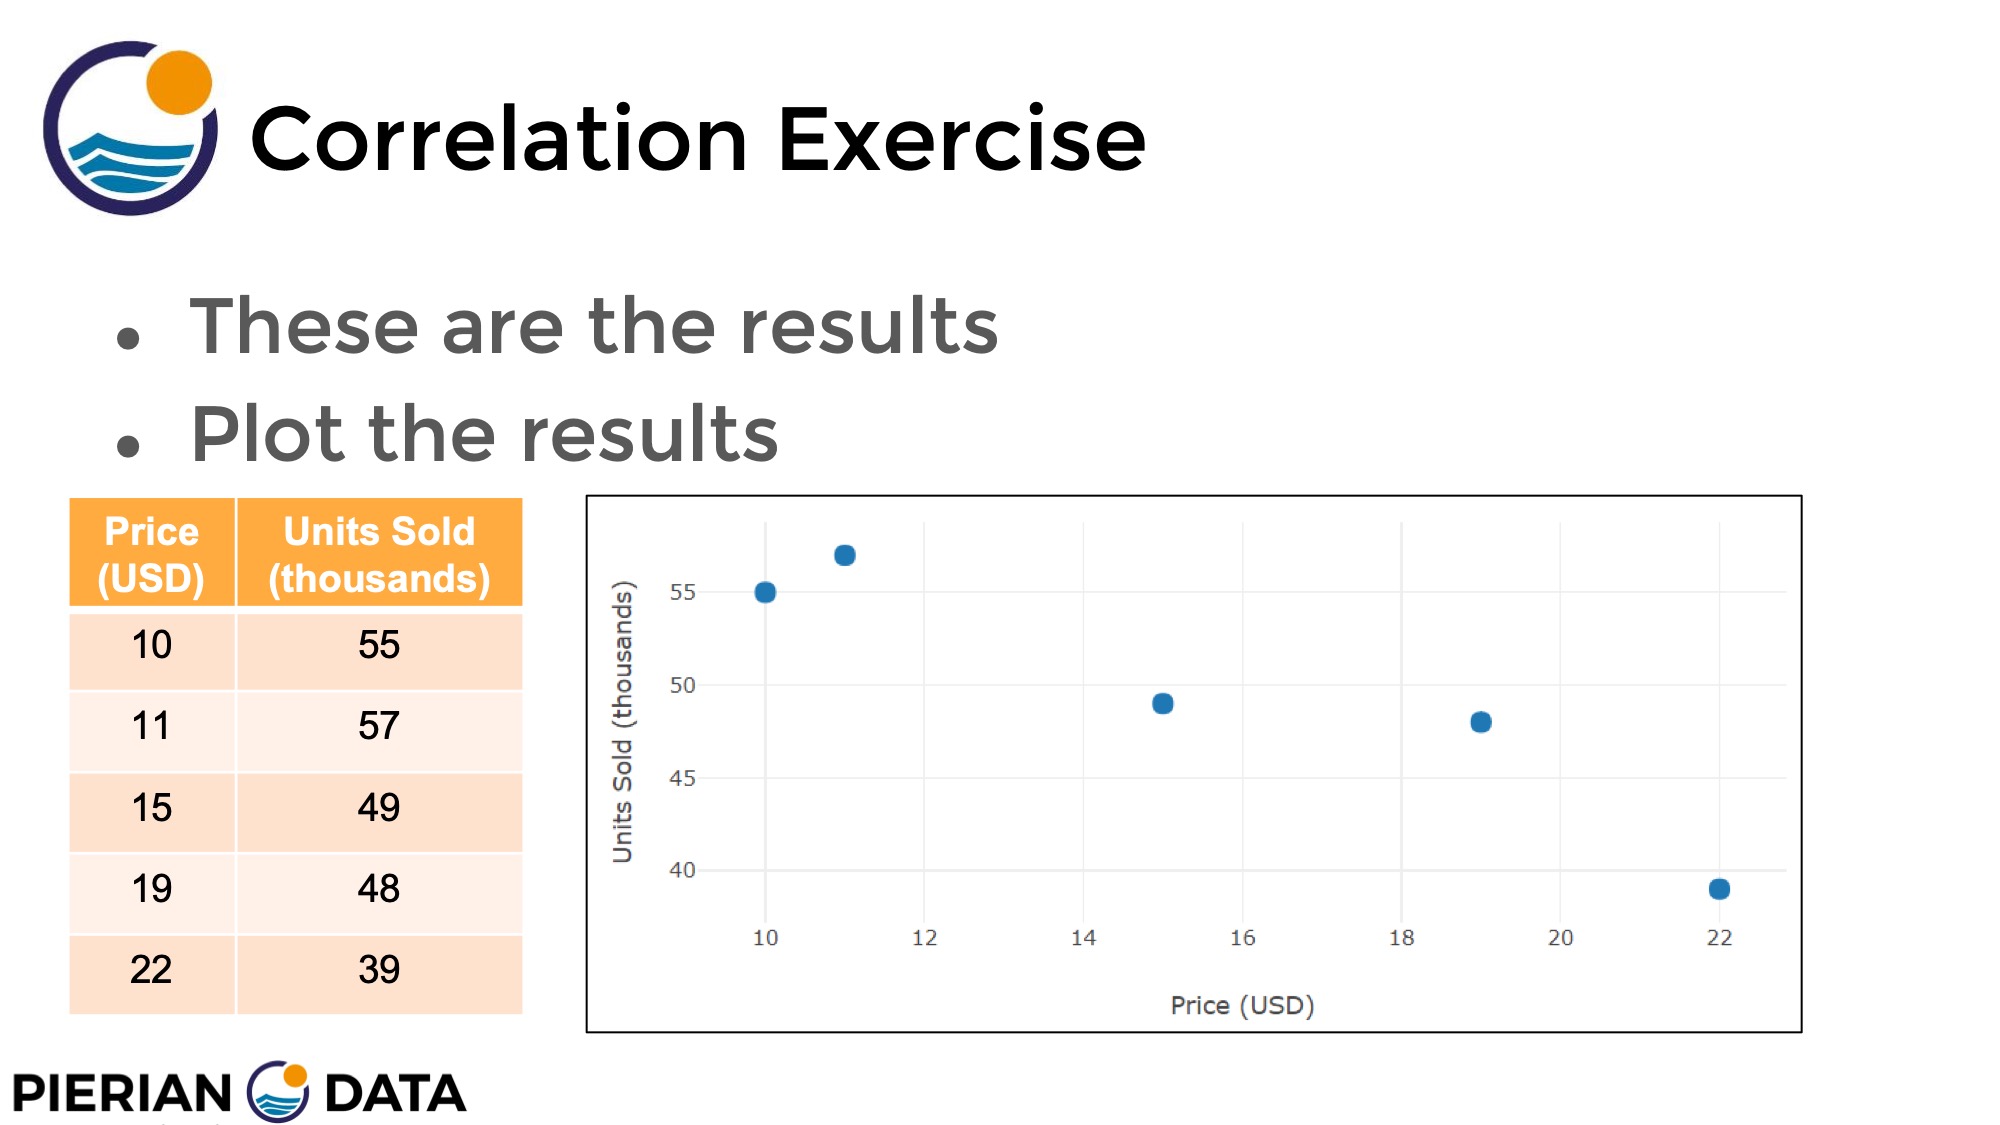 Correlation Exercise
● These are the results
● Plot the results
Price (USD) Units Sold (thousands)
10 55
11 57
15 49
19 48
22 39
Units Sold (thousands)
55
50
45
40
10 12 14 16 18 20 22
Price (USD)
PIERIAN DATA